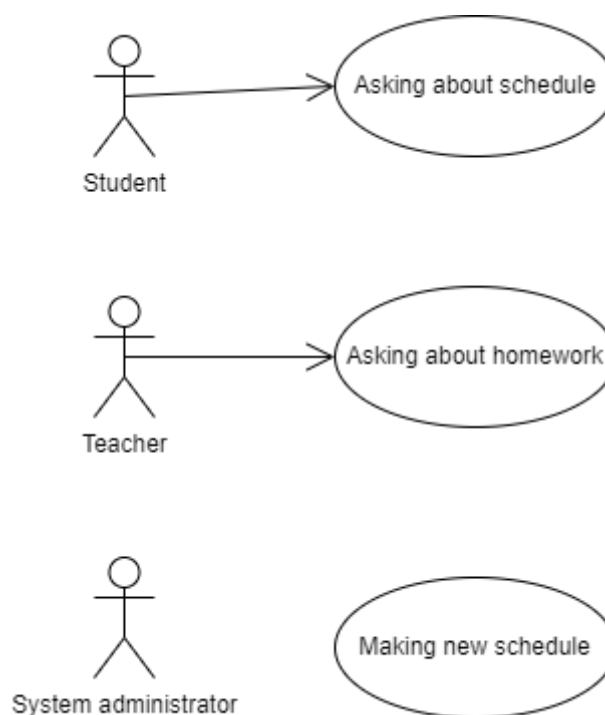 Asking about schedule
Student
Asking about homework
Teacher
Making new schedule
System administrator